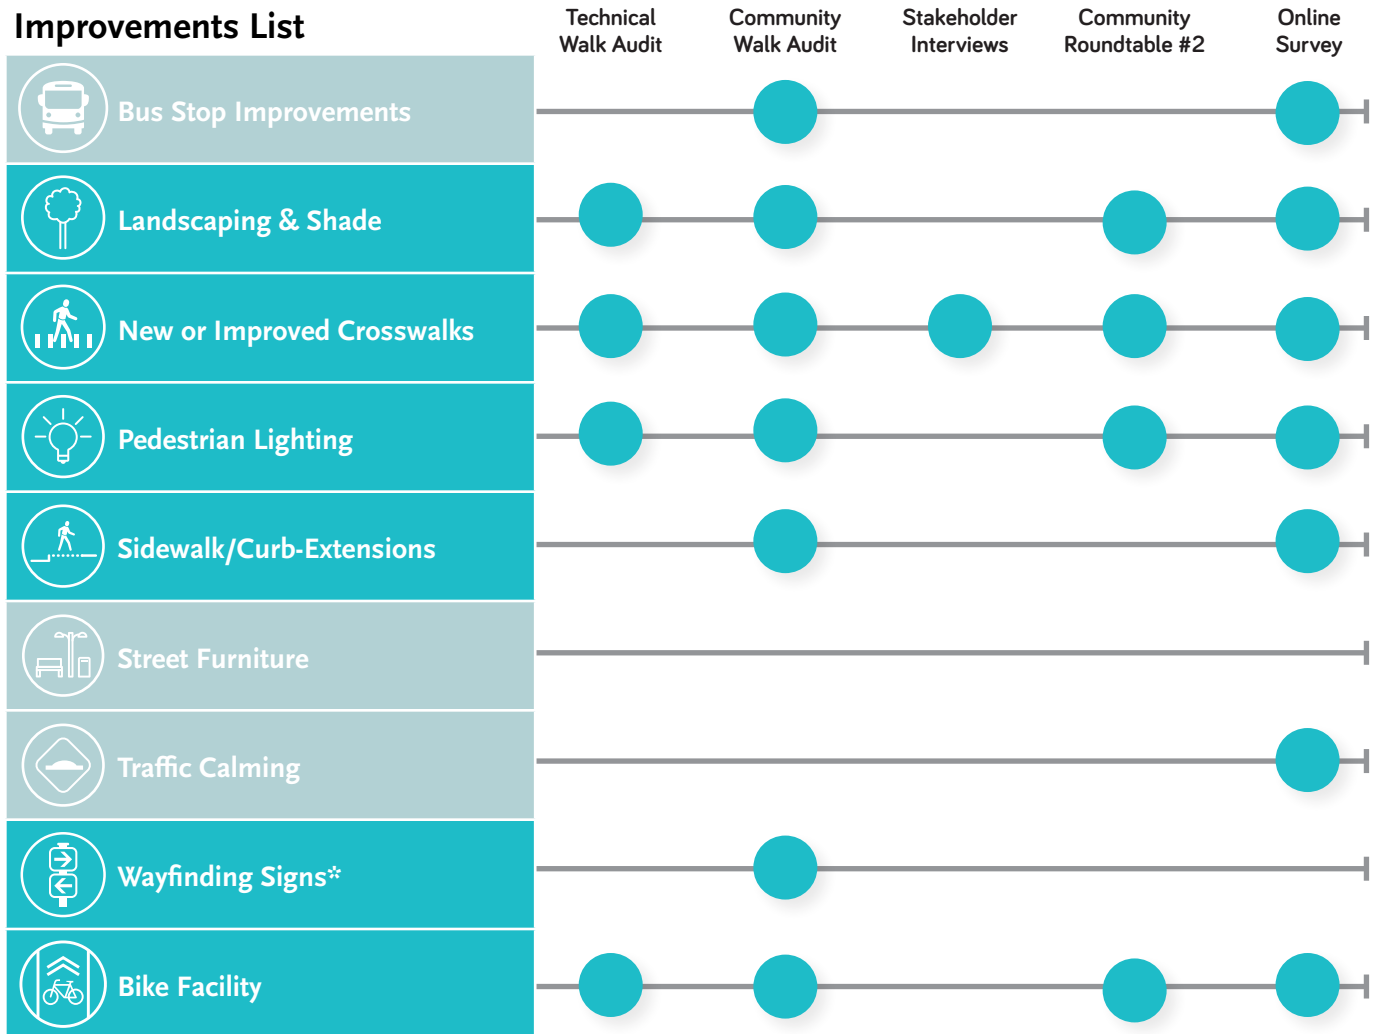 Improvements List
Technical
Walk Audit
Community
Walk Audit
Stakeholder
Interviews
Community
Roundtable #2
Online
Survey
Bus Stop Improvements
Landscaping & Shade
New or Improved Crosswalks
Pedestrian Lighting
Sidewalk/Curb-Extensions
Street Furniture
Traffic Calming
Wayfinding Signs*
Bike Facility